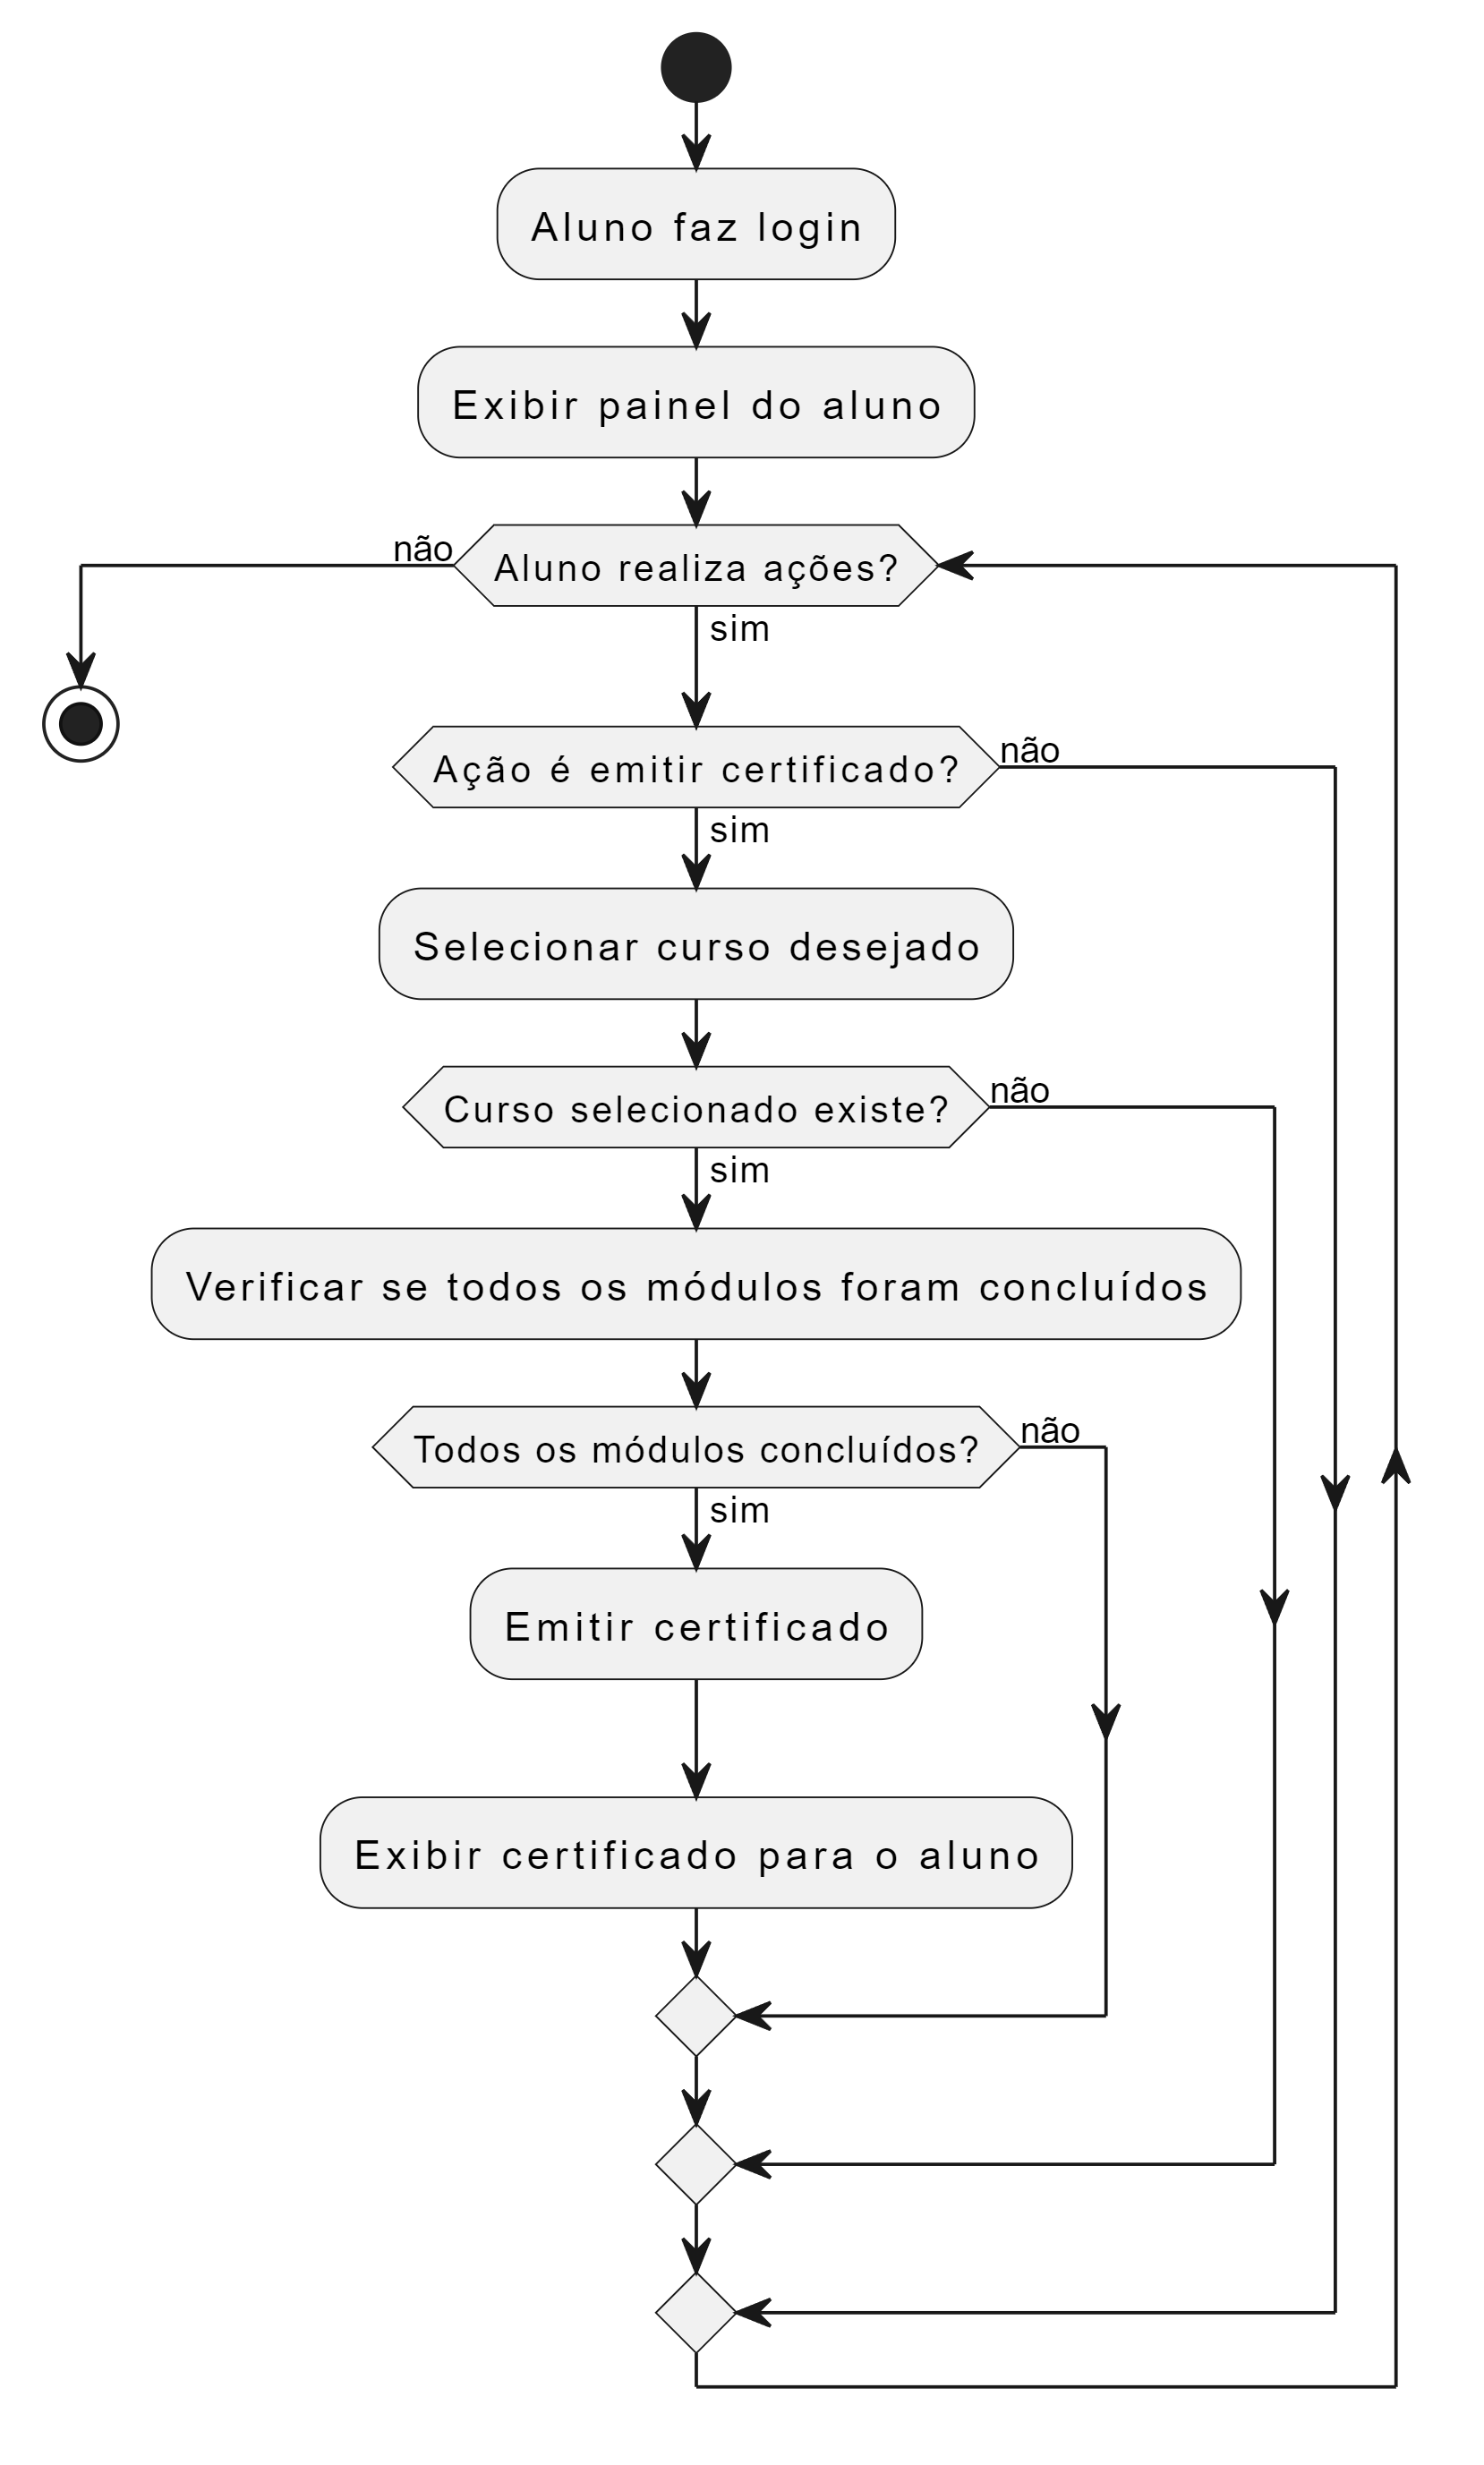 Aluno faz login
Exibir painel do aluno
não
Aluno realiza ações?
sim
Ação é emitir certificado?
não
sim
Selecionar curso desejado
Curso selecionado existe?
não
sim
Verificar se todos os módulos foram concluídos
Todos os módulos concluídos?
não
sim
Emitir certificado
Exibir certificado para o aluno